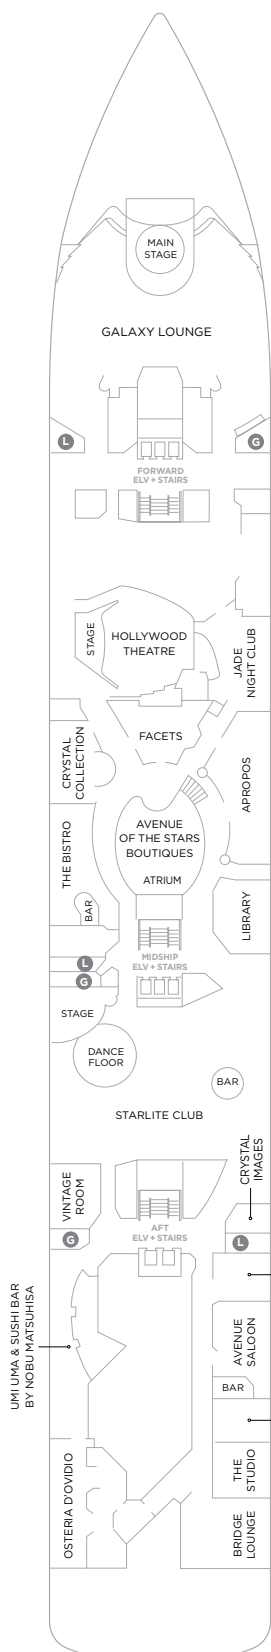 MAIN
STAGE
GALAXY LOUNGE
L
G
FORWARD
ELV + STAIRS
STAGE
HOLLYWOOD
THEATRE
JADE
NIGHT CLUB
FACETS
CRYSTAL
COLLECTION
APROPOS
AVENUE
OF THE STARS
BOUTIQUES
THE BISTRO
ATRIUM
BAR
LIBRARY
MIDSHIP
ELV + STAIRS
L
G
STAGE
DANCE
FLOOR
BAR
STARLITE CLUB
CRYSTAL
IMAGES
VINTAGE
ROOM
AFT
ELV + STAIRS
G
L
UMI UMA & SUSHI BAR
BY NOBU MATSUHISA
AVENUE
SALOON
BAR
THE
STUDIO
OSTERIA D'OVIDIO
BRIDGE
LOUNGE